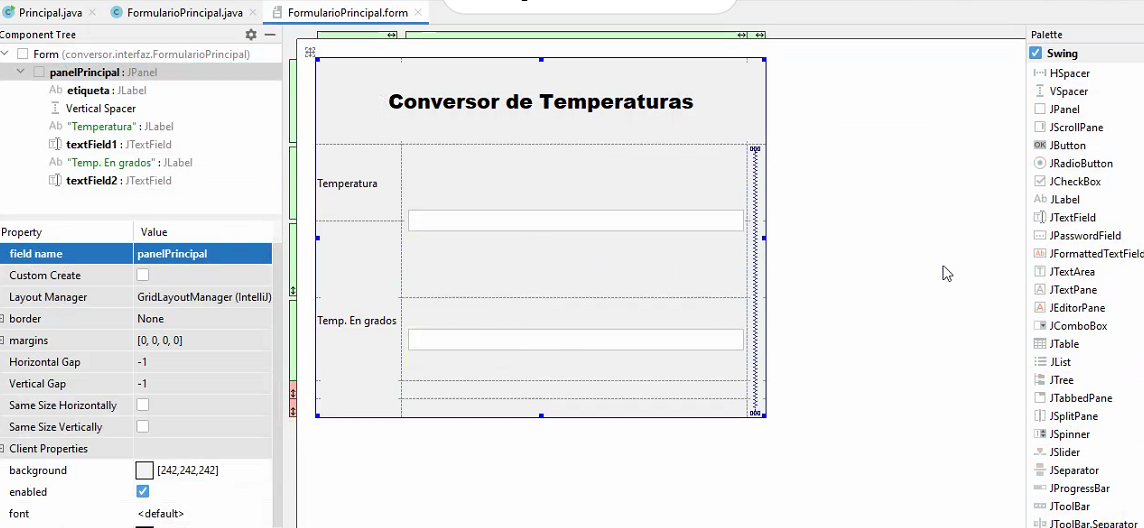 Principal.java
FormularioPrincipal.java
FormularioPrincipal.form
Component Tree
Form (conversor.interfaz.FormularioPrincipal)
panelPrincipal : JPanel
Ab etiqueta : JLabel
Vertical Spacer
Ab "Temperatura" : JLabel
textField1 : JTextField
Ab "Temp. En grados" : JLabel
textField2 : JTextField
Property Value
field name panelPrincipal
Custom Create
Layout Manager GridLayoutManager (IntelliJ)
border None
margins [0, 0, 0, 0]
Horizontal Gap -1
Vertical Gap -1
Same Size Horizontally
Same Size Vertically
Client Properties
background [242,242,242]
enabled
font <default>
Conversor de Temperaturas
Temperatura
Temp. En grados
Palette
Swing
HSpacer
VSpacer
JPanel
JScrollPane
OK JButton
JRadioButton
JCheckBox
Ab JLabel
JTextField
JPasswordField
JFormattedTextField
JTextArea
JTextPane
JEditorPane
JComboBox
JTable
JList
JTree
JTabbedPane
JSplitPane
JSpinner
JSlider
JSeparator
JProgressBar
JToolBar
JToolBar.Separator